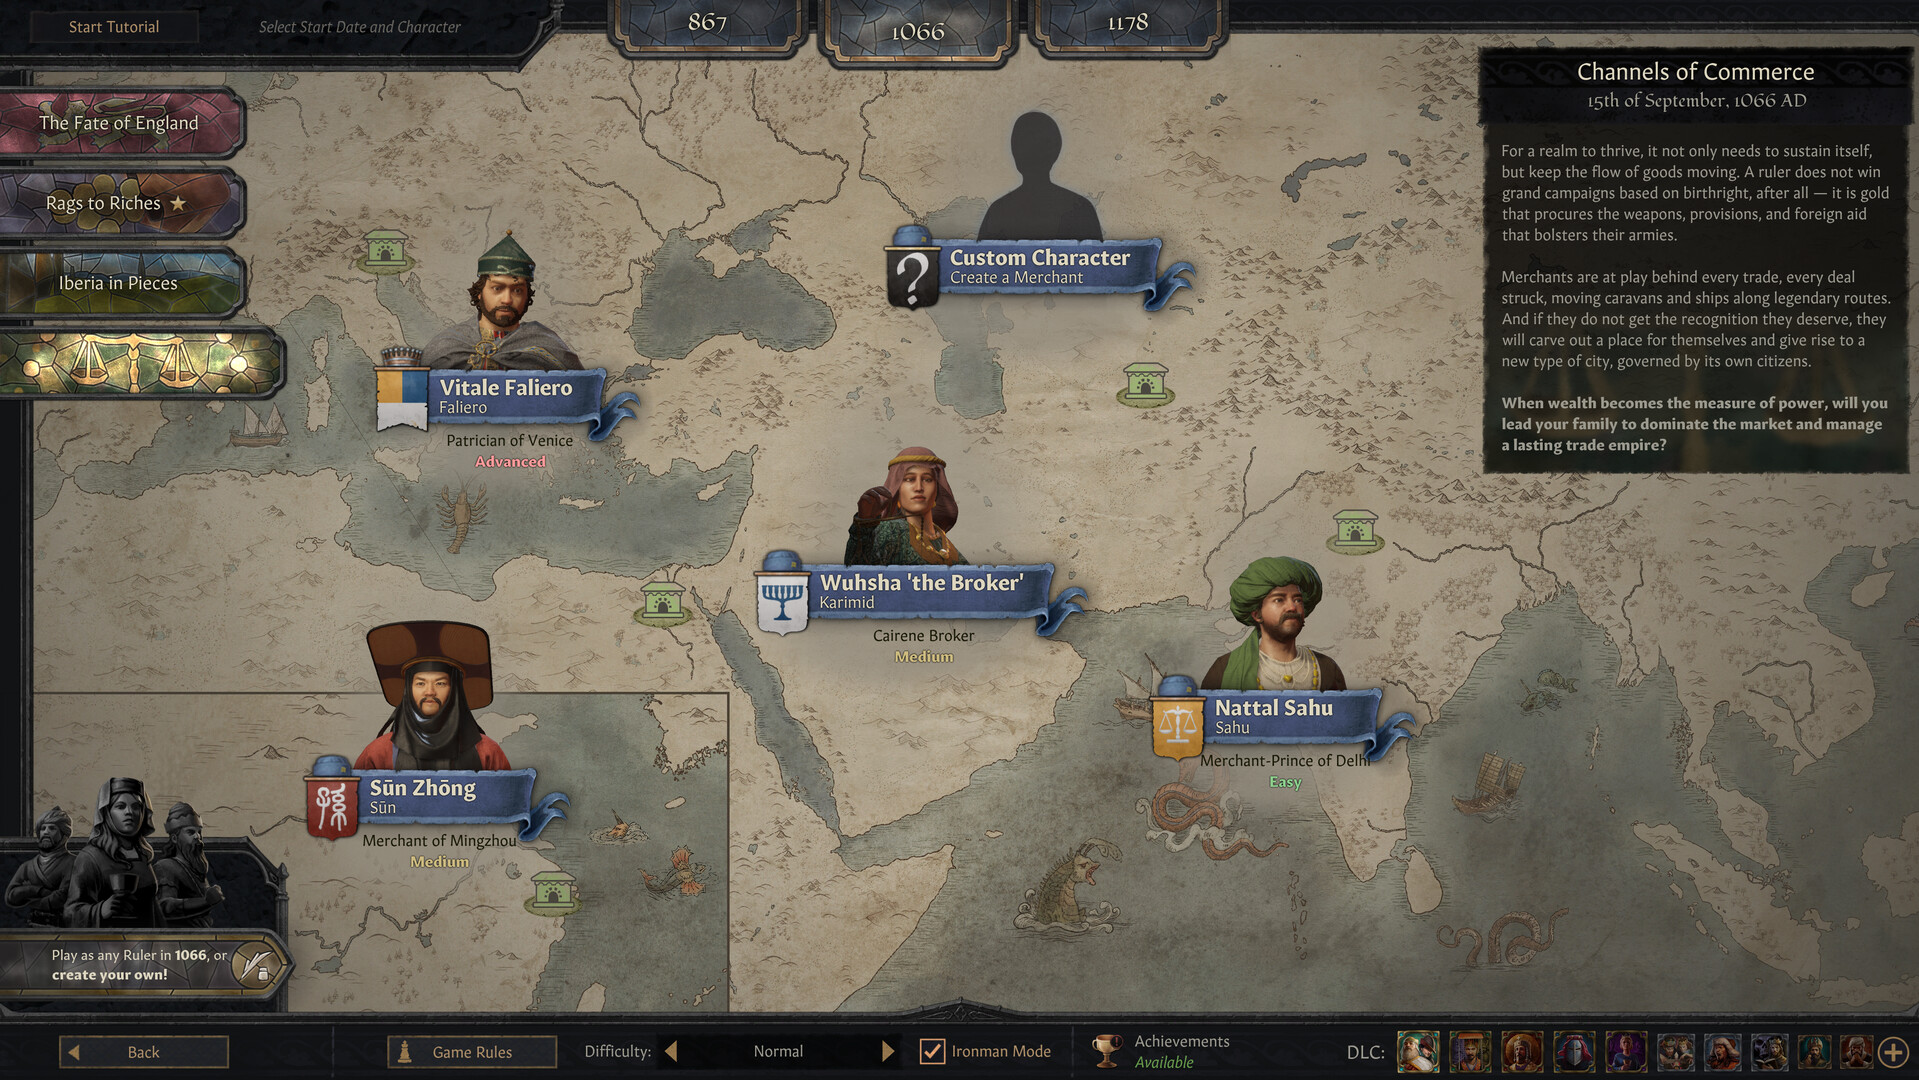 Start Tutorial
Select Start Date and Character
867
1066
1178
The Fate of England
Rags to Riches
Iberia in Pieces
Channels of Commerce
15th of September, 1066 AD
For a realm to thrive, it not only needs to sustain itself,
but keep the flow of goods moving. A ruler does not win
grand campaigns based on birthright, after all — it is gold
that procures the weapons, provisions, and foreign aid
that bolsters their armies.
Merchants are at play behind every trade, every deal
struck, moving caravans and ships along legendary routes.
And if they do not get the recognition they deserve, they
will carve out a place for themselves and give rise to a
new type of city, governed by its own citizens.
When wealth becomes the measure of power, will you
lead your family to dominate the market and manage
a lasting trade empire?
?
Custom Character
Create a Merchant
Vitale Faliero
Faliero
Patrician of Venice
Advanced
Wuhsha 'the Broker'
Karimid
Cairene Broker
Medium
Nattal Sahu
Sahu
Merchant-Prince of Delhi
Easy
Sūn Zhōng
Sūn
Merchant of Mingzhou
Medium
Play as any Ruler in 1066, or
create your own!
Back
Game Rules
Difficulty:
Normal
Ironman Mode
Achievements
Available
DLC: